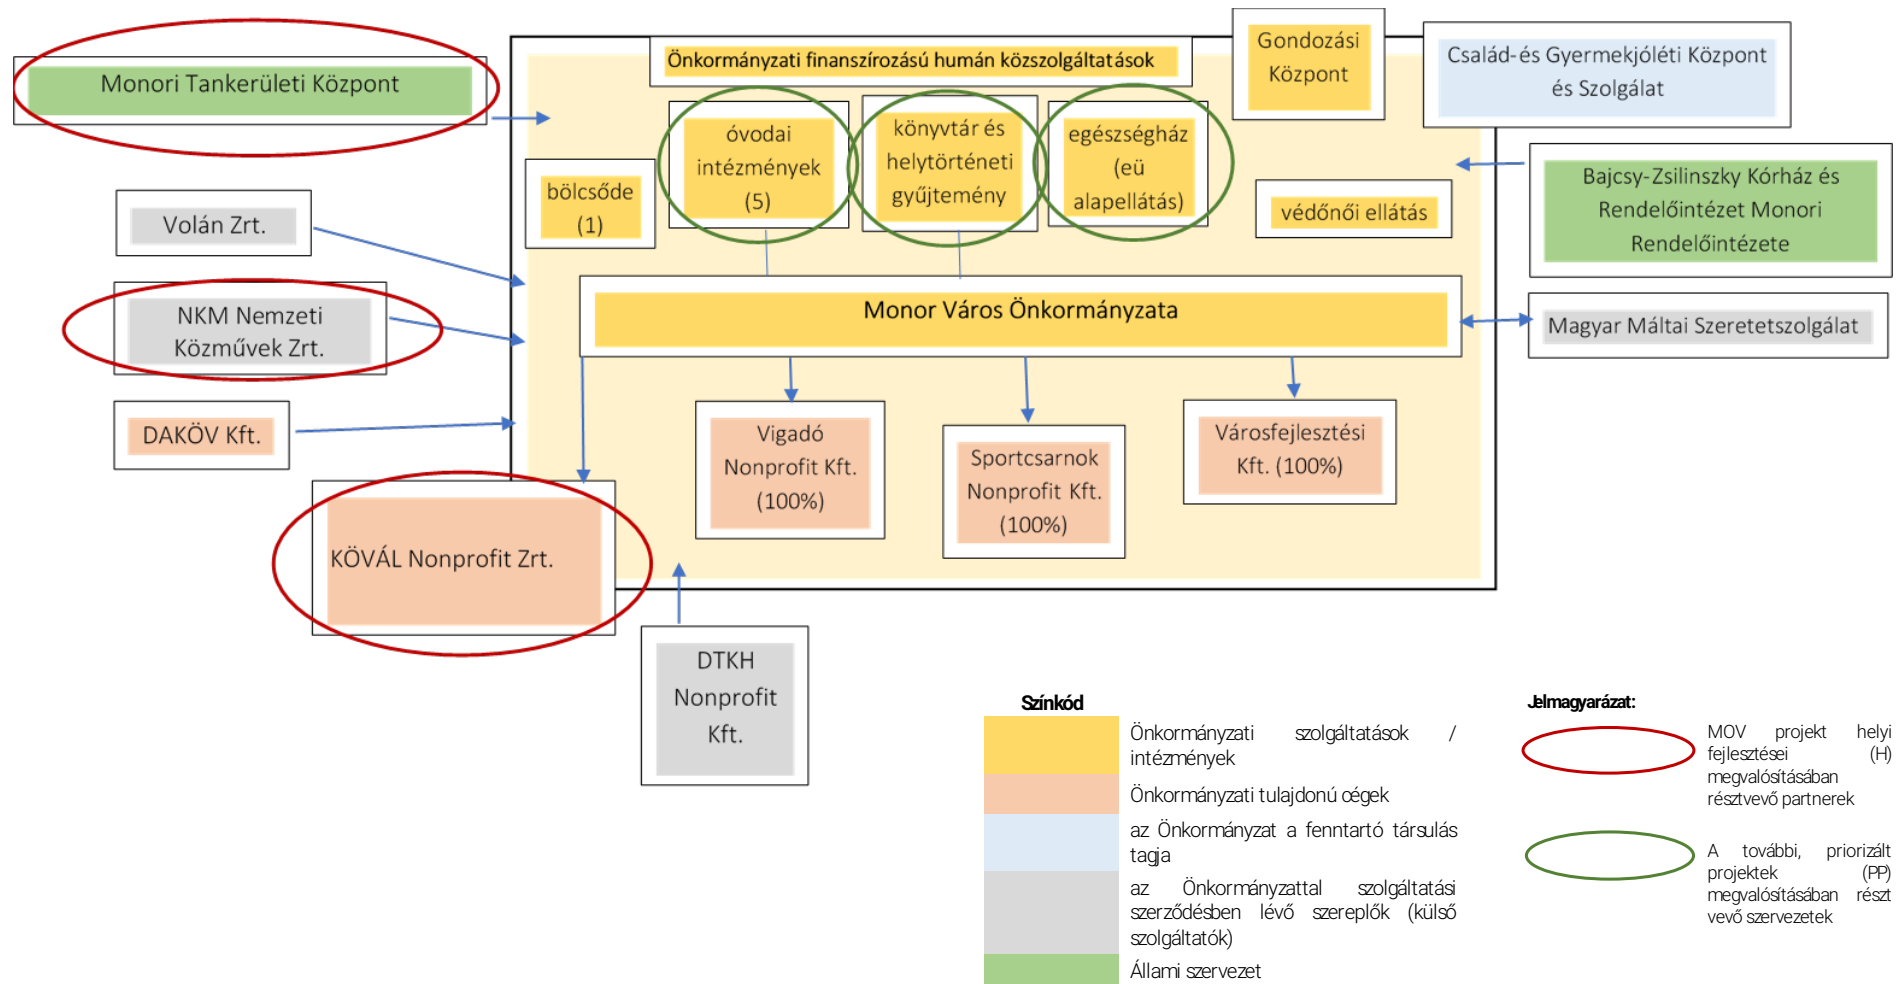 Monori Tankerületi Központ
Önkormányzati finanszírozású humán közszolgáltatások
Gondozási
Központ
Család-és Gyermekjóléti Központ
és Szolgálat
óvodai
intézmények
(5)
könyvtár és
helytörténeti
gyűjtemény
egészségház
(eü
alapellátás)
bölcsőde
(1)
védőnői ellátás
Bajcsy-Zsilinszky Kórház és
Rendelőintézet Monori
Rendelőintézete
Volán Zrt.
NKM Nemzeti
Közművek Zrt.
Monor Város Önkormányzata
Magyar Máltai Szeretetszolgálat
DAKÖV Kft.
Vigadó
Nonprofit Kft.
(100%)
Sportcsarnok
Nonprofit Kft.
(100%)
Városfejlesztési
Kft. (100%)
KÖVÁL Nonprofit Zrt.
DTKH
Nonprofit
Kft.
Színkód
Önkormányzati szolgáltatások /
intézmények
Önkormányzati tulajdonú cégek
az Önkormányzat a fenntartó társulás
tagja
az Önkormányzattal szolgáltatási
szerződésben lévő szereplők (külső
szolgáltatók)
Állami szervezet
Jelmagyarázat:
MOV projekt helyi
fejlesztései (H)
megvalósításában
résztvevő partnerek
A további, priorizált
projektek (PP)
megvalósításában részt
vevő szervezetek